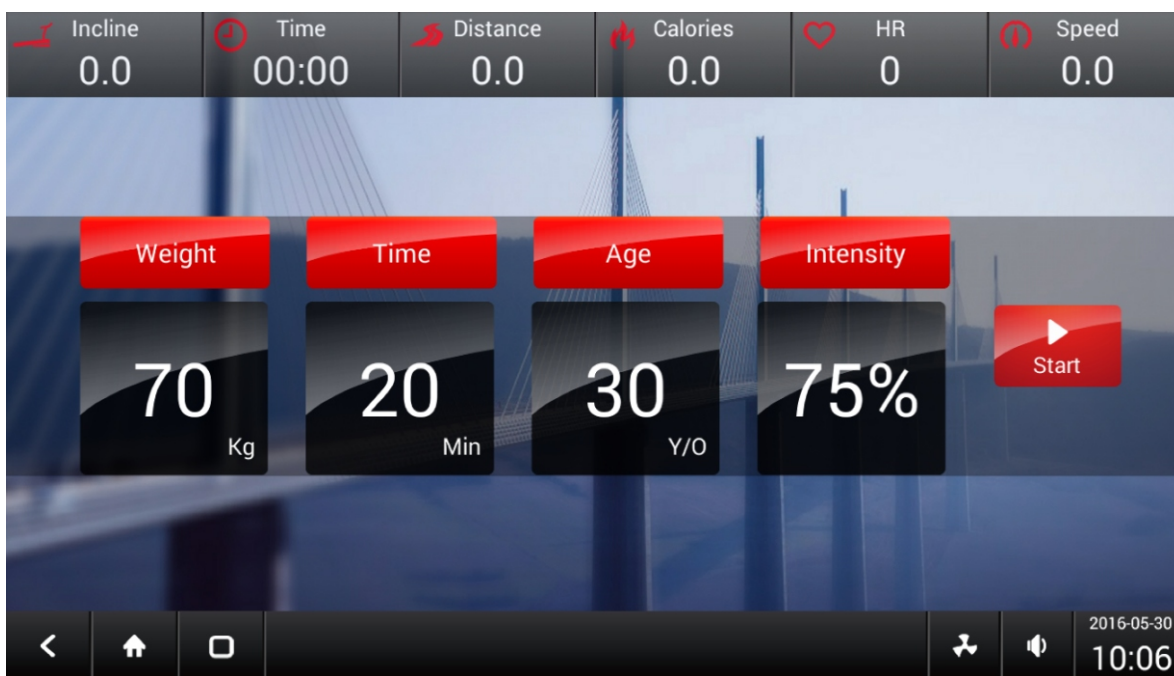 Incline Time Distance Calories HR Speed
0.0 00:00 0.0 0.0 0 0.0
Weight Time Age Intensity
70 Kg 20 Min 30 Y/O 75%
Start
2016-05-30
10:06